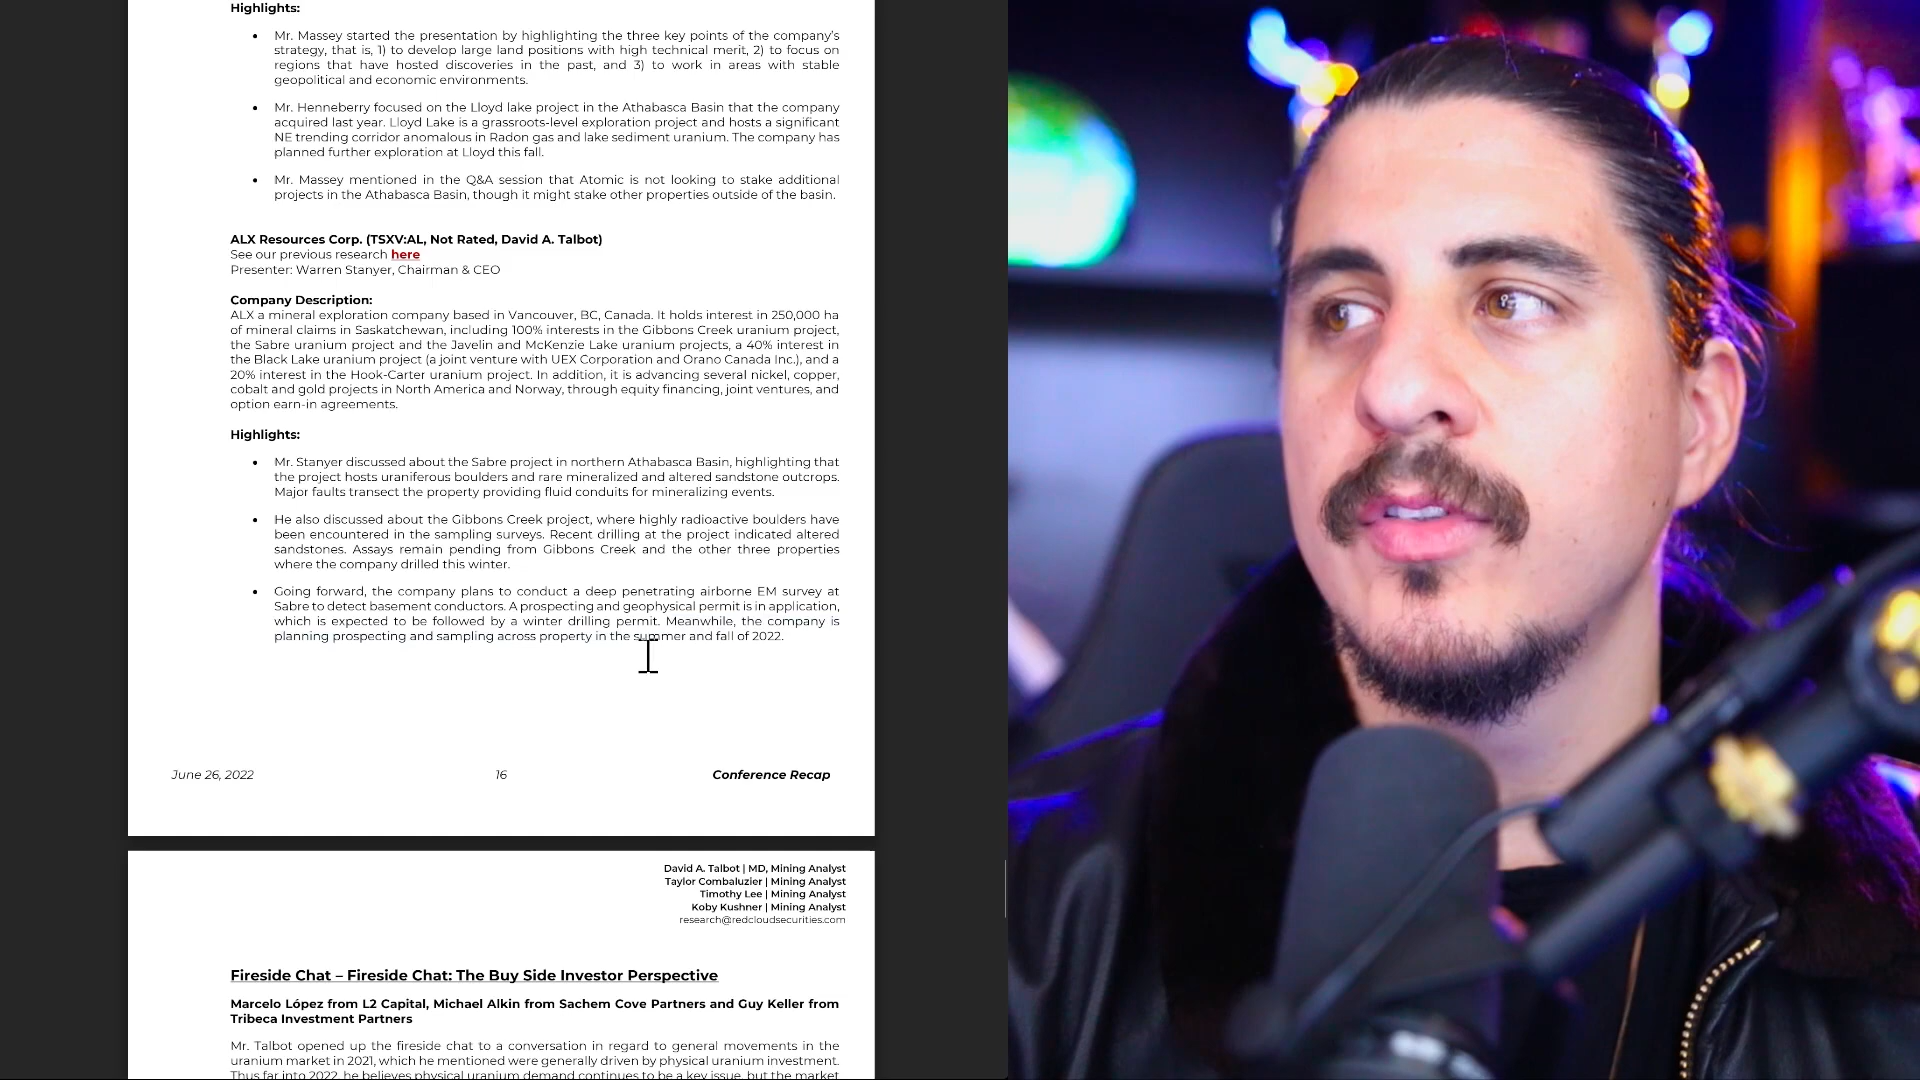 Highlights:
• Mr. Massey started the presentation by highlighting the three key points of the company's
strategy, that is, 1) to develop large land positions with high technical merit, 2) to focus on
regions that have hosted discoveries in the past, and 3) to work in areas with stable
geopolitical and economic environments.
• Mr. Henneberry focused on the Lloyd lake project in the Athabasca Basin that the company
acquired last year. Lloyd Lake is a grassroots-level exploration project and hosts a significant
NE trending corridor anomalous in Radon gas and lake sediment uranium. The company has
planned further exploration at Lloyd this fall.
• Mr. Massey mentioned in the Q&A session that Atomic is not looking to stake additional
projects in the Athabasca Basin, though it might stake other properties outside of the basin.
ALX Resources Corp. (TSXV:AL, Not Rated, David A. Talbot)
See our previous research here
Presenter: Warren Stanyer, Chairman & CEO
Company Description:
ALX a mineral exploration company based in Vancouver, BC, Canada. It holds interest in 250,000 ha
of mineral claims in Saskatchewan, including 100% interests in the Gibbons Creek uranium project,
the Sabre uranium project and the Javelin and McKenzie Lake uranium projects, a 40% interest in
the Black Lake uranium project (a joint venture with UEX Corporation and Orano Canada Inc.), and a
20% interest in the Hook-Carter uranium project. In addition, it is advancing several nickel, copper,
cobalt and gold projects in North America and Norway, through equity financing, joint ventures, and
option earn-in agreements.
Highlights:
• Mr. Stanyer discussed about the Sabre project in northern Athabasca Basin, highlighting that
the project hosts uraniferous boulders and rare mineralized and altered sandstone outcrops.
Major faults transect the property providing fluid conduits for mineralizing events.
• He also discussed about the Gibbons Creek project, where highly radioactive boulders have
been encountered in the sampling surveys. Recent drilling at the project indicated altered
sandstones. Assays remain pending from Gibbons Creek and the other three properties
where the company drilled this winter.
• Going forward, the company plans to conduct a deep penetrating airborne EM survey at
Sabre to detect basement conductors. A prospecting and geophysical permit is in application,
which is expected to be followed by a winter drilling permit. Meanwhile, the company is
planning prospecting and sampling across property in the summer and fall of 2022.
June 26, 2022 16 Conference Recap
David A. Talbot | MD, Mining Analyst
Taylor Combaluzier | Mining Analyst
Timothy Lee | Mining Analyst
Koby Kushner | Mining Analyst
research@redcloudsecurities.com
Fireside Chat – Fireside Chat: The Buy Side Investor Perspective
Marcelo López from L2 Capital, Michael Alkin from Sachem Cove Partners and Guy Keller from
Tribeca Investment Partners
Mr. Talbot opened up the fireside chat to a conversation in regard to general movements in the
uranium market in 2021, which he mentioned were generally driven by physical uranium investment.
Thus far into 2022, he believes physical uranium demand continues to be a key issue, but the market